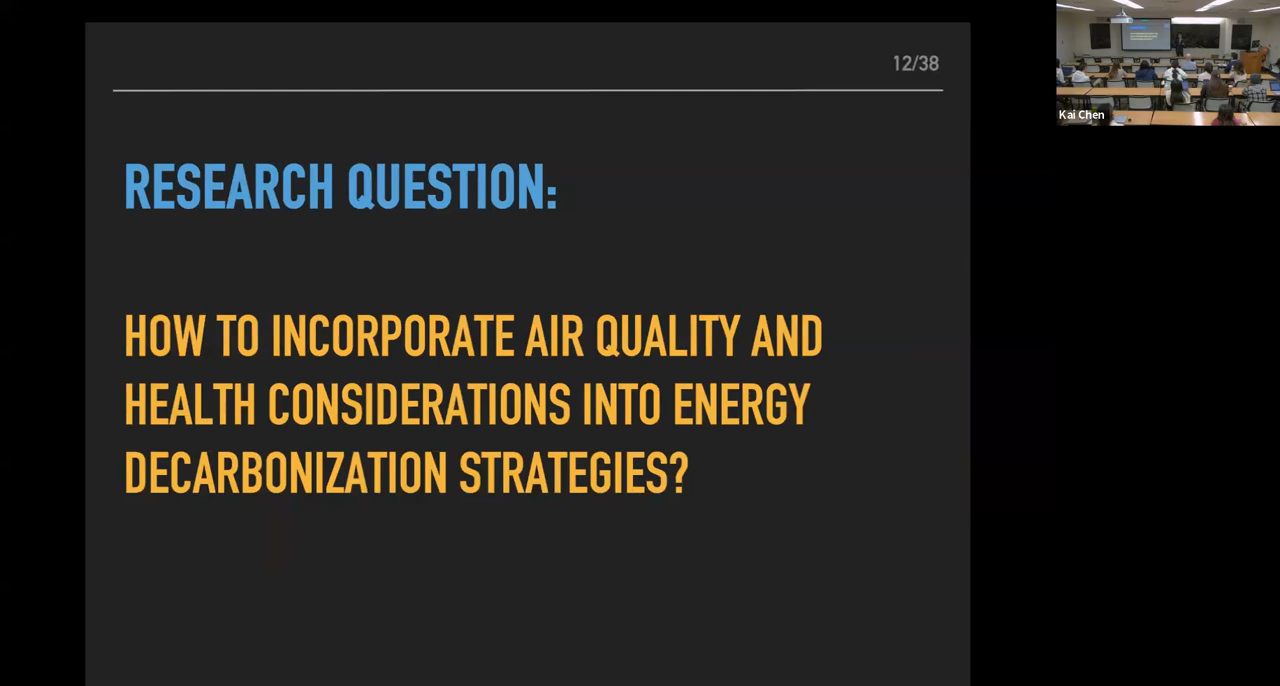 12/38
RESEARCH QUESTION:
HOW TO INCORPORATE AIR QUALITY AND
HEALTH CONSIDERATIONS INTO ENERGY
DECARBONIZATION STRATEGIES?
Kai Chen